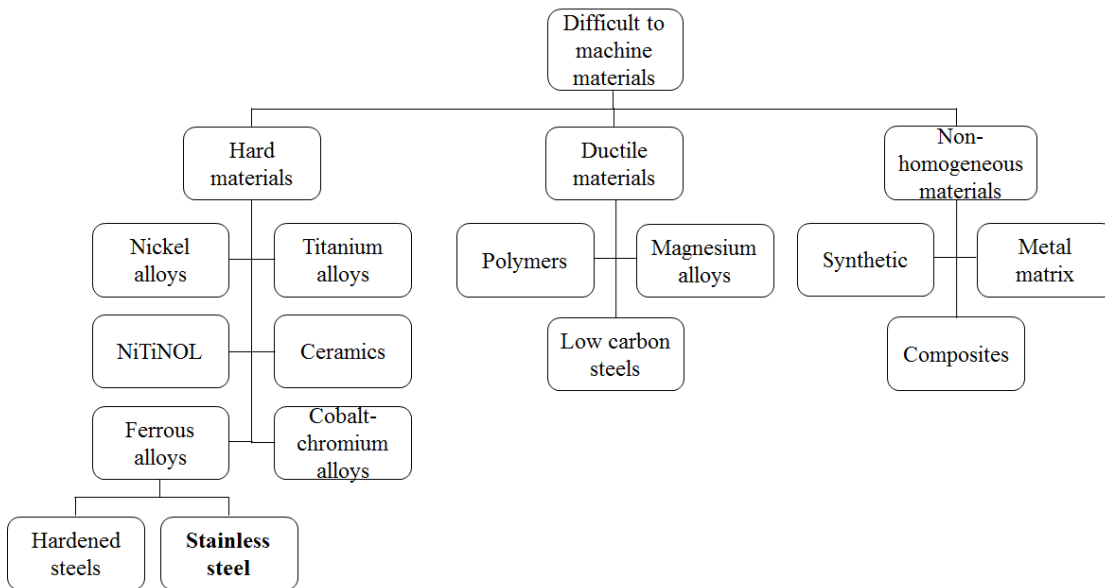 Difficult to
machine
materials
Hard
materials
Ductile
materials
Non-
homogeneous
materials
Nickel
alloys
Titanium
alloys
Polymers
Magnesium
alloys
Synthetic
Metal
matrix
NiTiNOL
Ceramics
Low carbon
steels
Composites
Ferrous
alloys
Cobalt-
chromium
alloys
Hardened
steels
Stainless
steel